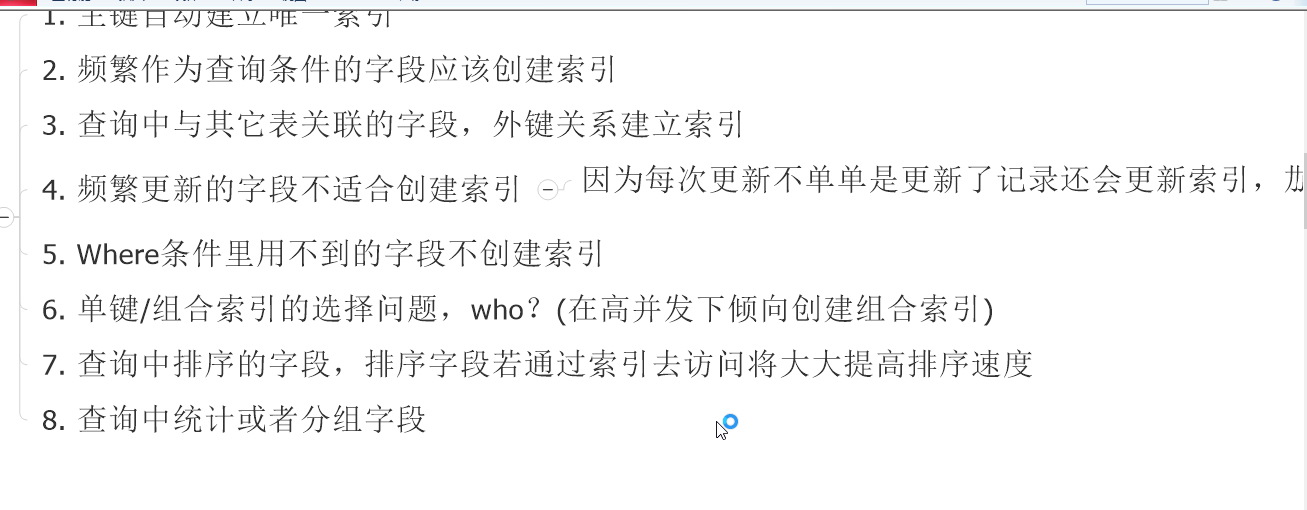 1. 主键自动建立唯一索引
2. 频繁作为查询条件的字段应该创建索引
3. 查询中与其它表关联的字段，外键关系建立索引
4. 频繁更新的字段不适合创建索引 因为每次更新不单单是更新了记录还会更新索引，
5. Where条件里用不到的字段不创建索引
6. 单键/组合索引的选择问题，who？(在高并发下倾向创建组合索引)
7. 查询中排序的字段，排序字段若通过索引去访问将大大提高排序速度
8. 查询中统计或者分组字段